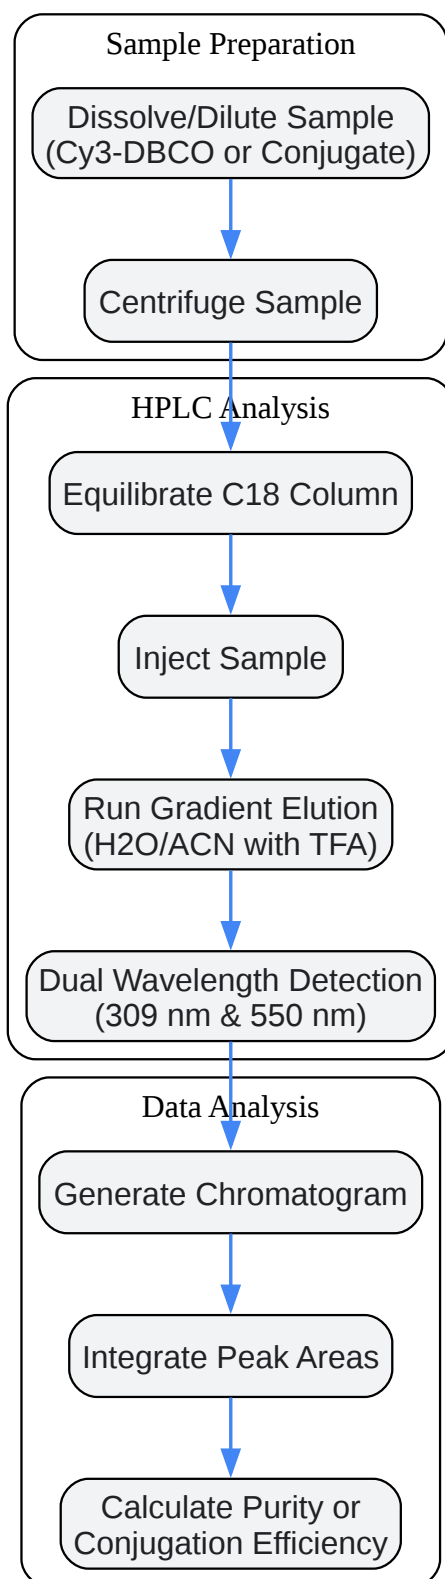 Sample Preparation
Dissolve/Dilute Sample
(Cy3-DBCO or Conjugate)
Centrifuge Sample
HPLC Analysis
Equilibrate C18 Column
Inject Sample
Run Gradient Elution
(H2O/ACN with TFA)
Dual Wavelength Detection
(309 nm & 550 nm)
Data Analysis
Generate Chromatogram
Integrate Peak Areas
Calculate Purity or
Conjugation Efficiency